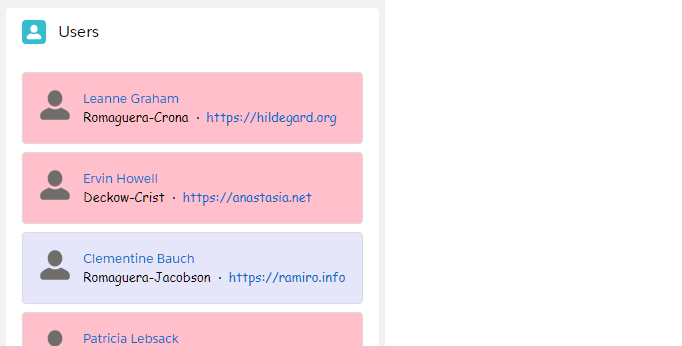 Users
Leanne Graham
Romaguera-Crona · https://hildegard.org
Ervin Howell
Deckow-Crist · https://anastasia.net
Clementine Bauch
Romaguera-Jacobson · https://ramiro.info
Patricia Lebsack